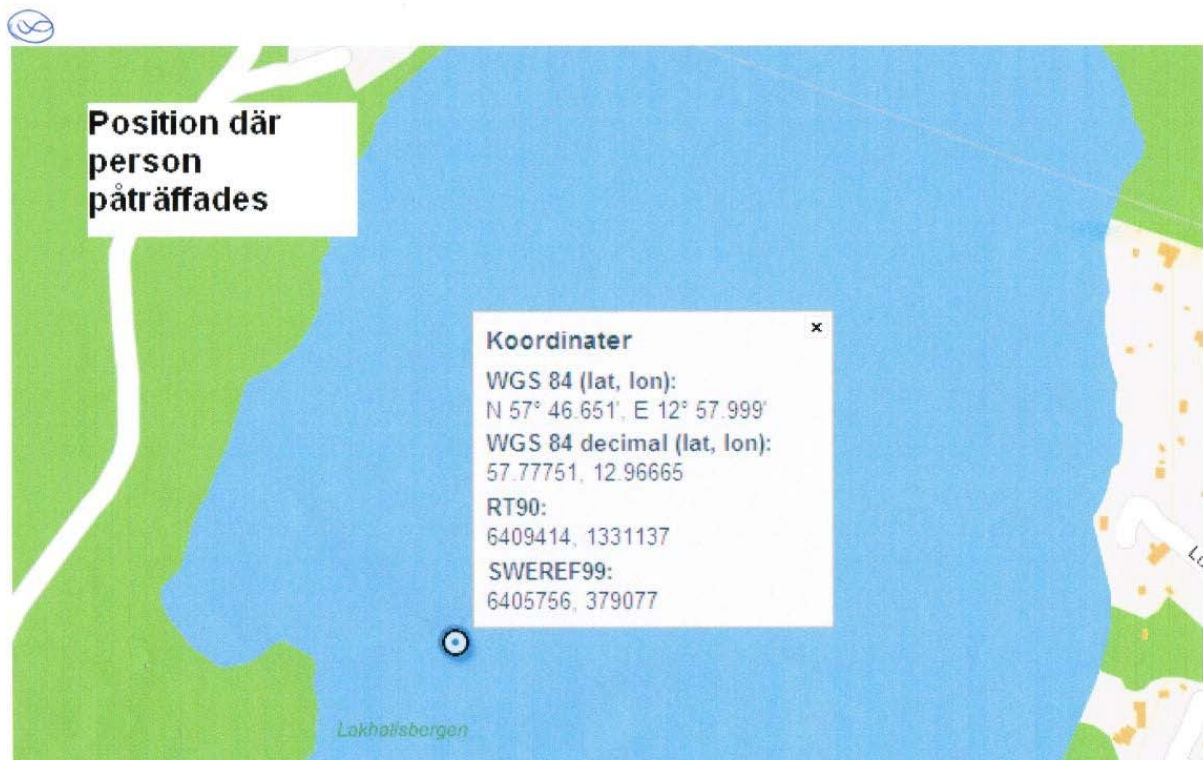 Position där
person
påträffades
Koordinater
×
WGS 84 (lat, lon):
N 57° 46.651', E 12° 57.999'
WGS 84 decimal (lat, lon):
57.77751, 12.96665
RT90:
6409414, 1331137
SWEREF99:
6405756, 379077